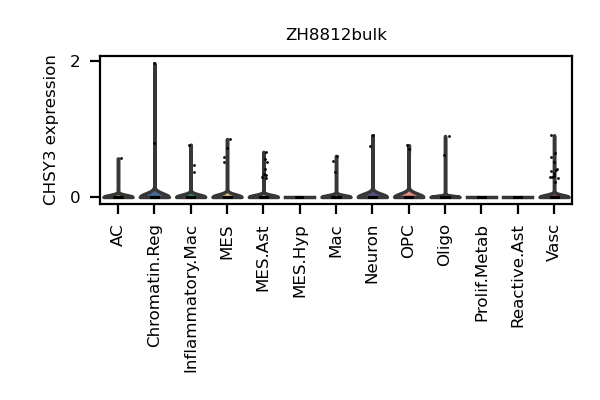 ZH8812bulk
CHSY3 expression
2
0
AC
Chromatin.Reg
Inflammatory.Mac
MES
MES.Ast
MES.Hyp
Mac
Neuron
OPC
Oligo
Prolif.Metab
Reactive.Ast
Vasc